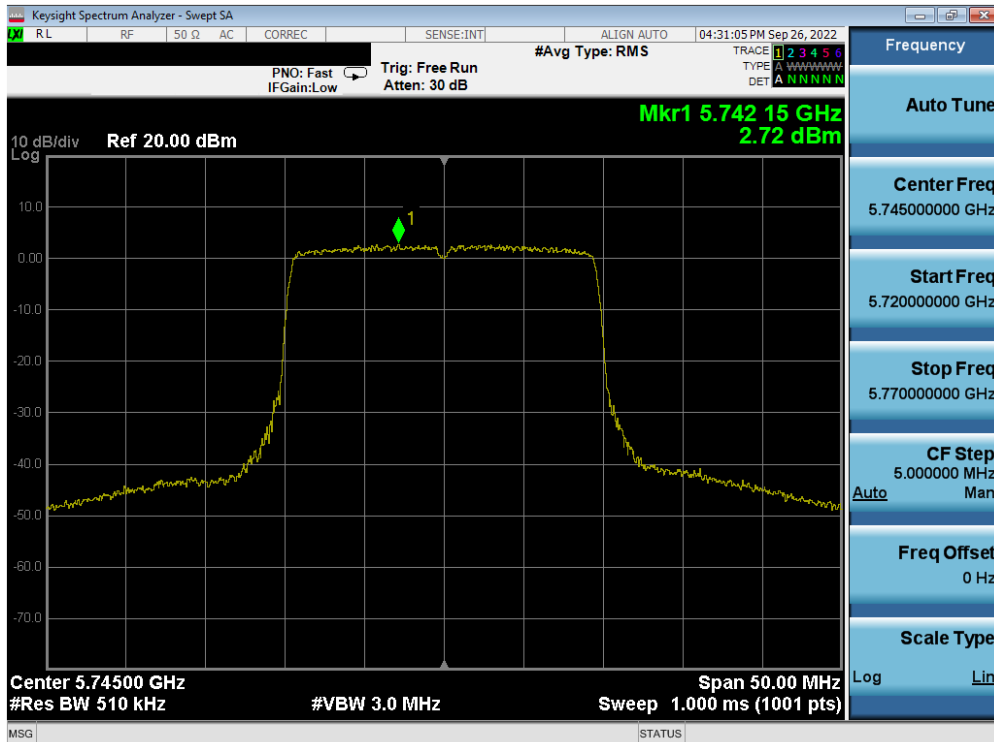 Keysight Spectrum Analyzer - Swept SA
LXI RL RF 50 Ω AC CORREC SENSE:INT ALIGN AUTO 04:31:05 PM Sep 26, 2022
#Avg Type: RMS TRACE 1 2 3 4 5 6
PNO: Fast Trig: Free Run TYPE A WWWWW
IFGain:Low Atten: 30 dB DET A N N N N N
Mkr1 5.742 15 GHz
2.72 dBm
10 dB/div Ref 20.00 dBm
Log
10.0
1
0.00
-10.0
-20.0
-30.0
-40.0
-50.0
-60.0
-70.0
Center 5.74500 GHz Span 50.00 MHz
#Res BW 510 kHz #VBW 3.0 MHz Sweep 1.000 ms (1001 pts)
MSG STATUS
Frequency
Auto Tune
Center Freq
5.745000000 GHz
Start Freq
5.720000000 GHz
Stop Freq
5.770000000 GHz
CF Step
5.000000 MHz
Auto Man
Freq Offset
0 Hz
Scale Type
Log Lin